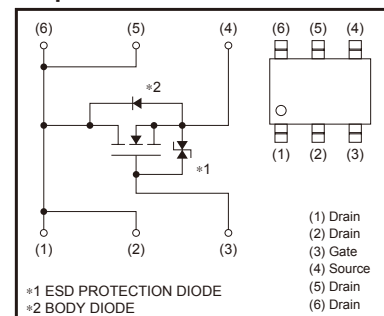 (6) (5) (4)
(6) (5) (4)
∗2
∗1
(1) (2) (3)
(1) (2) (3)
(1) Drain
(2) Drain
(3) Gate
(4) Source
(5) Drain
(6) Drain
∗1 ESD PROTECTION DIODE
∗2 BODY DIODE